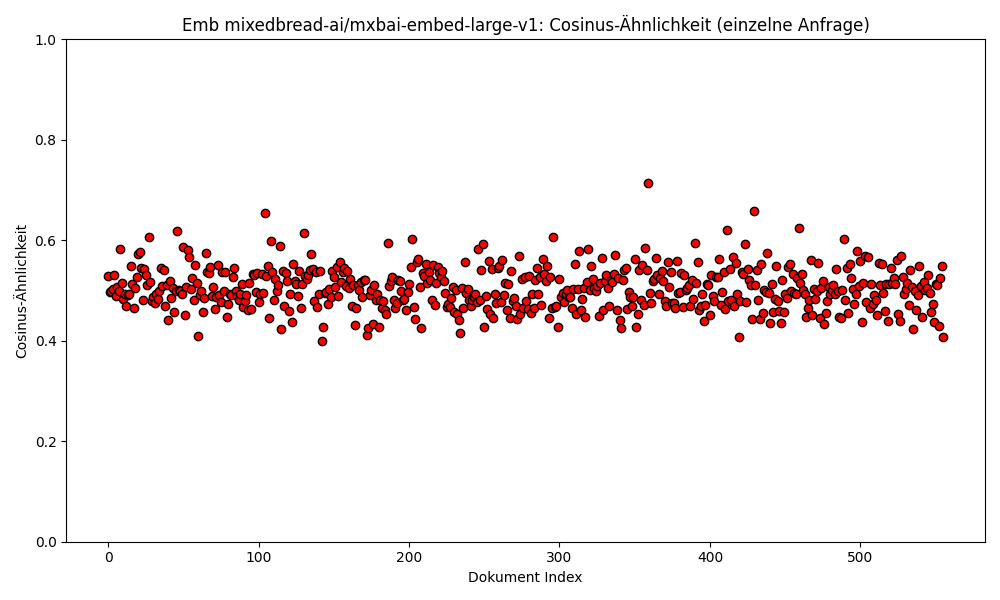 Emb mixedbread-ai/mxbai-embed-large-v1: Cosinus-Ähnlichkeit (einzelne Anfrage)
1.0
0.8
0.6
0.4
0.2
0.0
Cosinus-Ähnlichkeit
0 100 200 300 400 500
Dokument Index